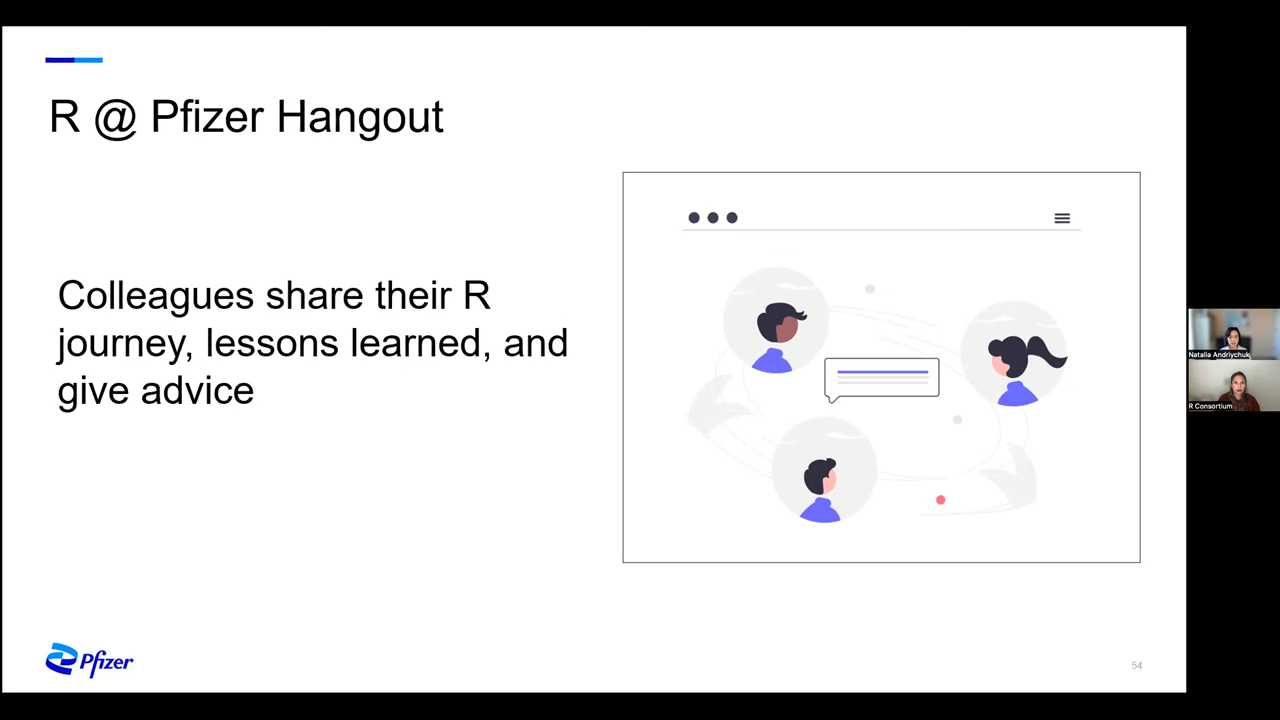 R @ Pfizer Hangout
Colleagues share their R
journey, lessons learned, and
give advice
Natalia Andriychuk
R Consortium
Pfizer
54